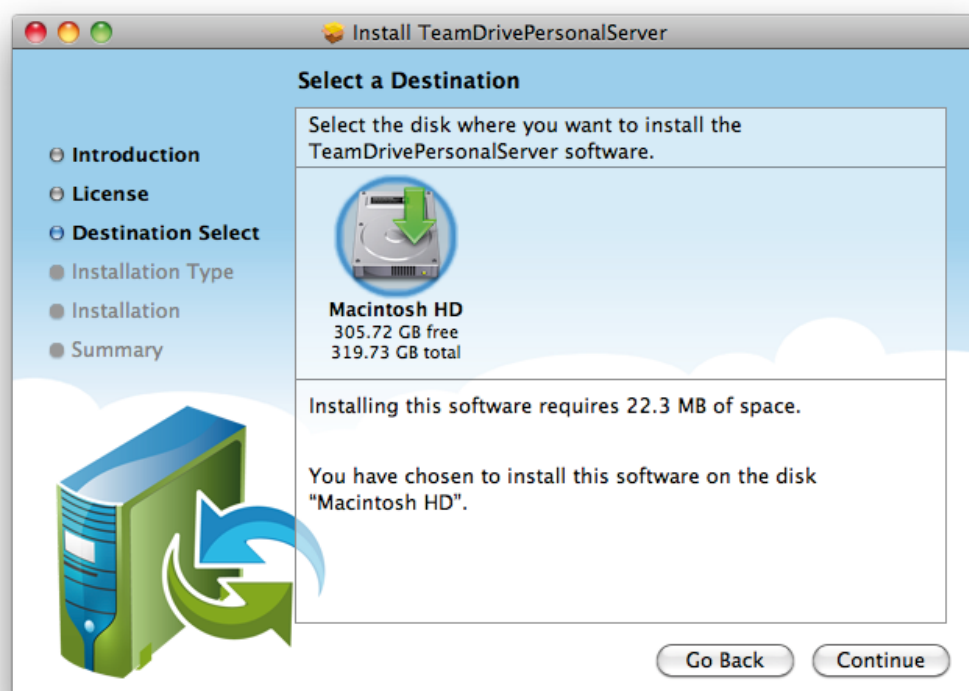 Install TeamDrivePersonalServer
Select a Destination
Introduction
License
Destination Select
Installation Type
Installation
Summary
Select the disk where you want to install the
TeamDrivePersonalServer software.
Macintosh HD
305.72 GB free
319.73 GB total
Installing this software requires 22.3 MB of space.
You have chosen to install this software on the disk
“Macintosh HD”.
Go Back
Continue